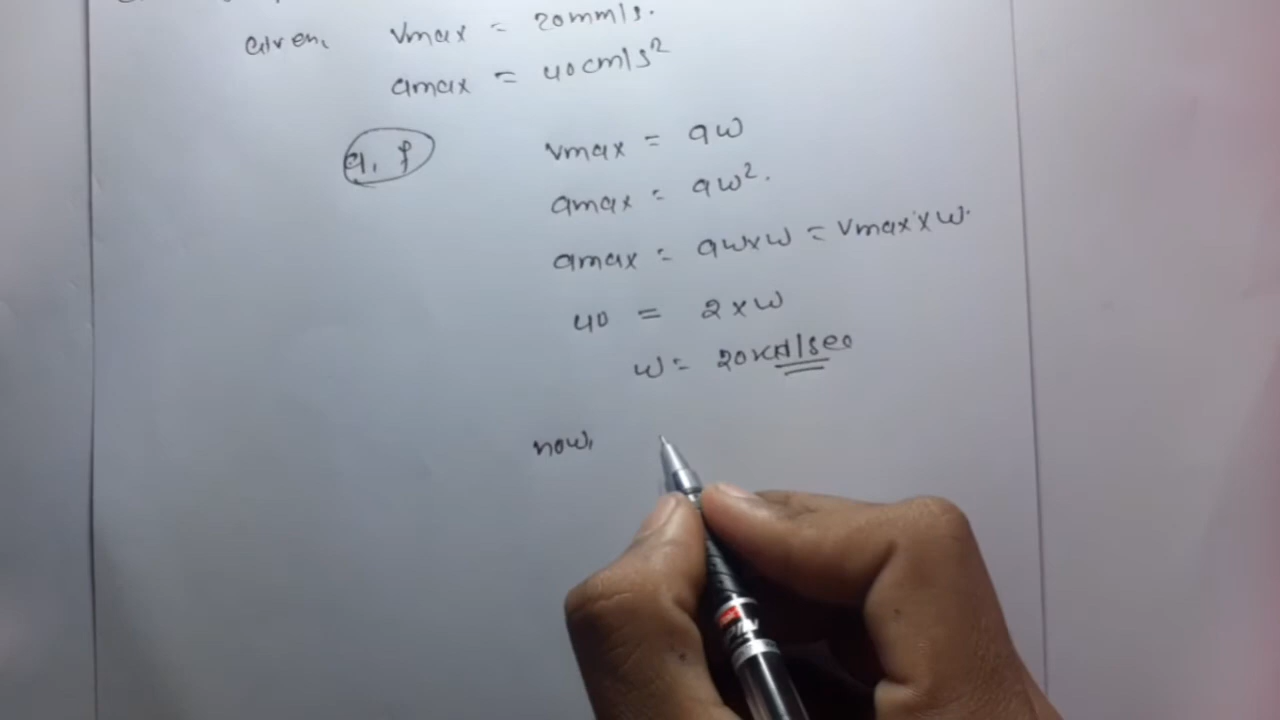 Given, vmax = 20mm/s.
amax = 40cm/s²
a, f
vmax = aω
amax = aω².
amax = aω×ω = vmax×ω.
40 = 2×ω
ω = 20rad/sec
now,